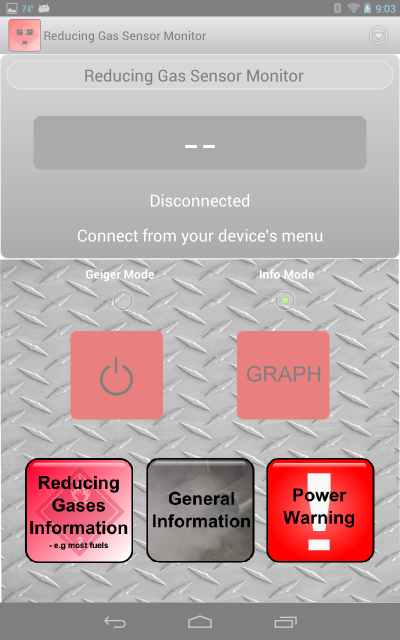 74° 9:03
Reducing Gas Sensor Monitor
Reducing Gas Sensor Monitor
--
Disconnected
Connect from your device's menu
Geiger Mode Info Mode
GRAPH
Reducing
Gases
Information
- e.g most fuels
General
Information
!
Power
Warning